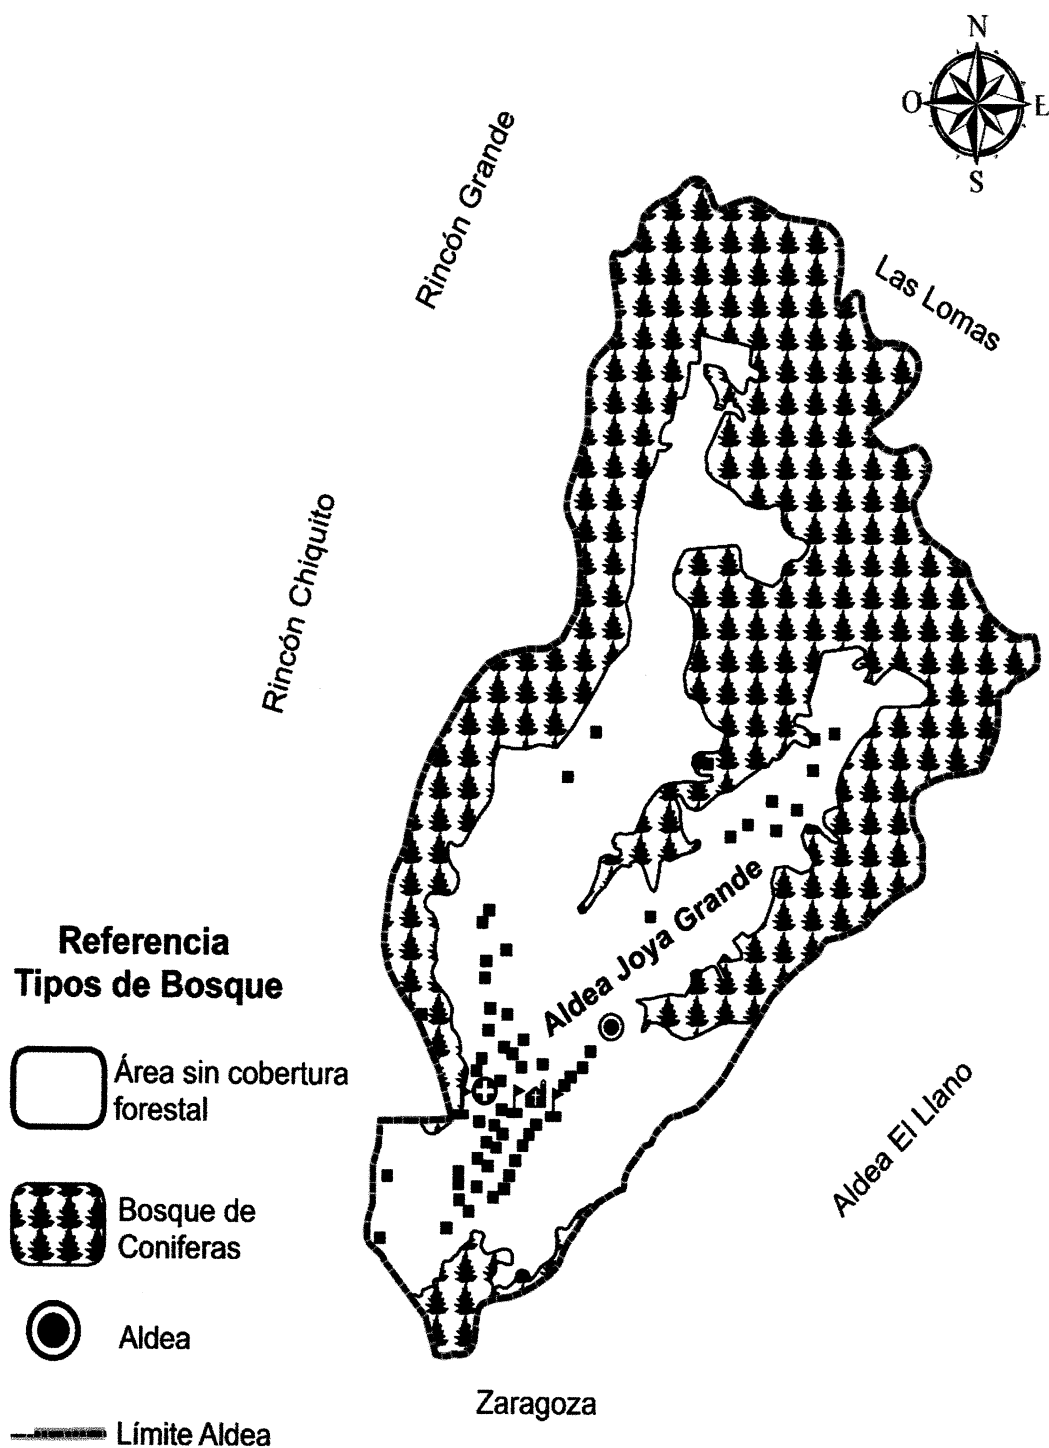 N
O
E
S
Rincón Grande
Las Lomas
Rincón Chiquito
Aldea Joya Grande
Referencia
Tipos de Bosque
Área sin cobertura
forestal
Aldea El Llano
Bosque de
Coniferas
Aldea
Zaragoza
Límite Aldea